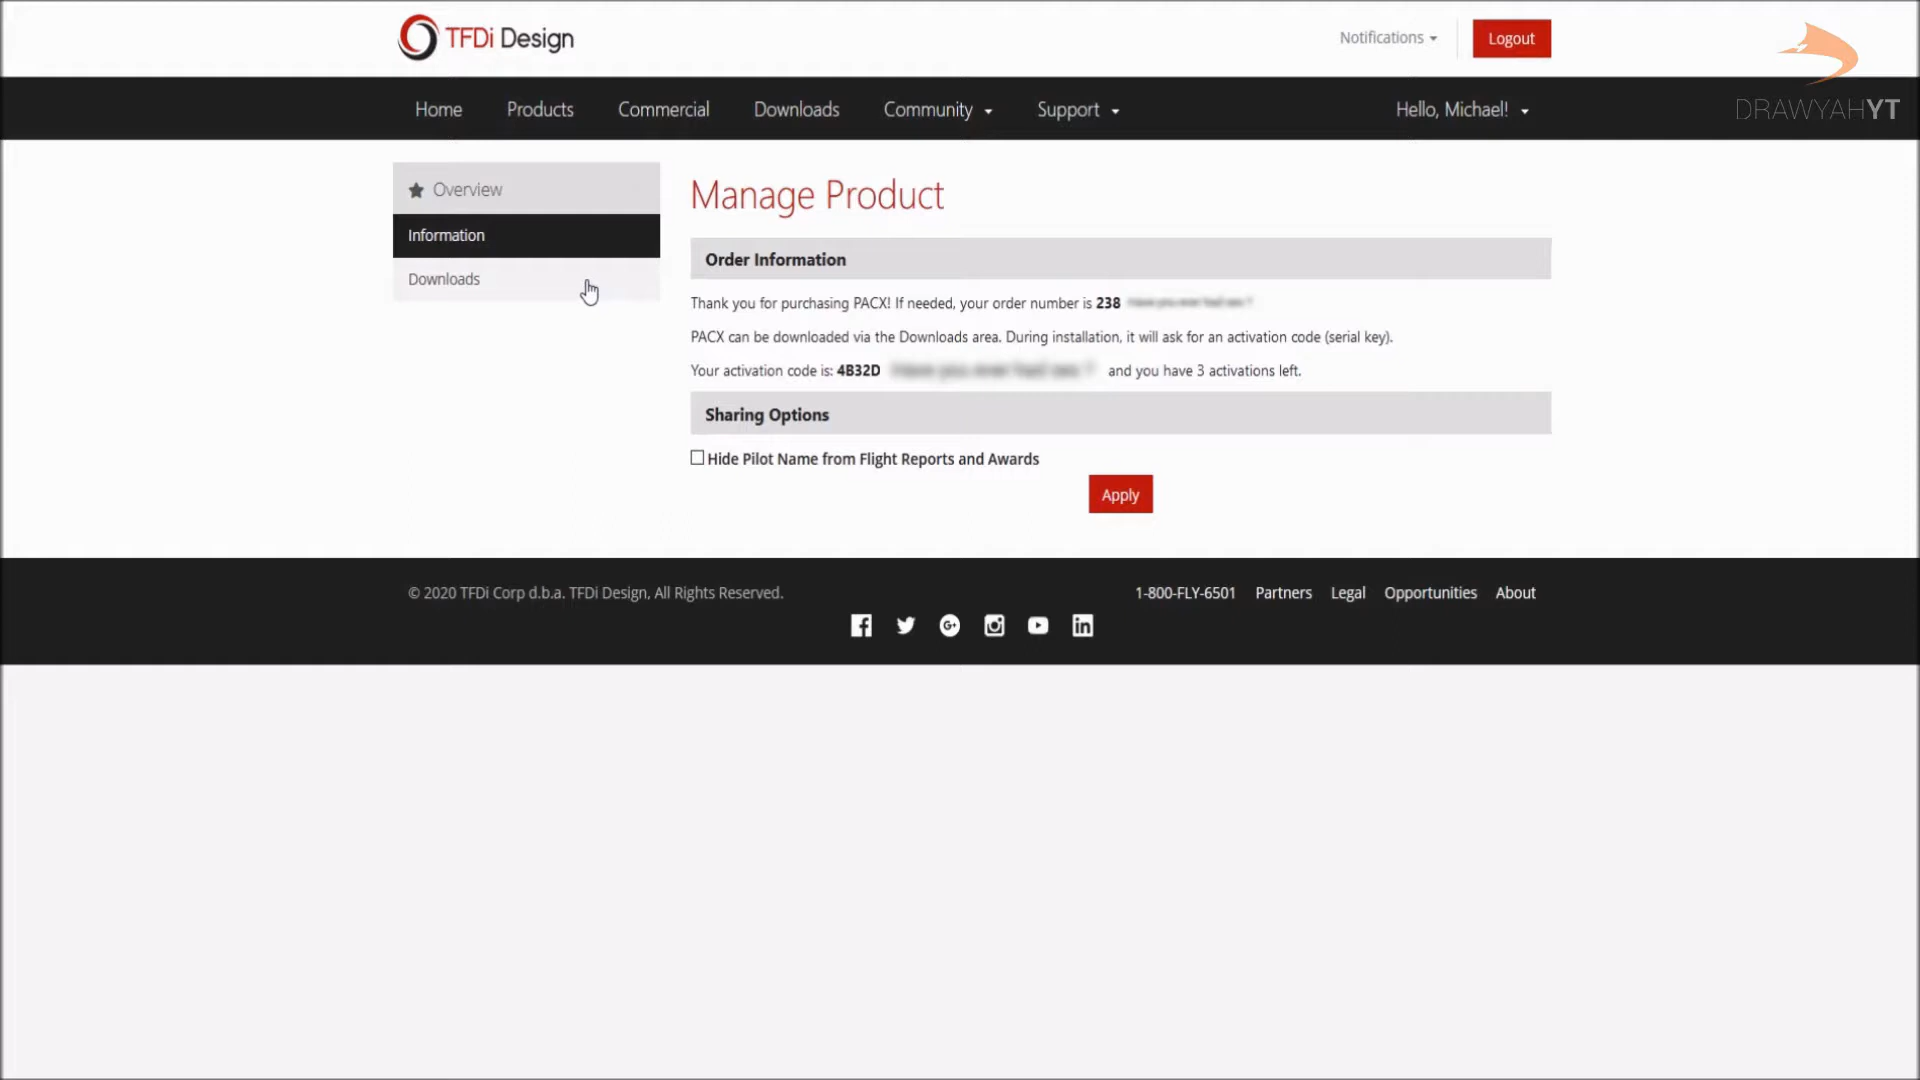 TFDi Design
Notifications
Logout
DRAWYAHYT
Home Products Commercial Downloads Community Support Hello, Michael!
Overview
Information
Downloads
Manage Product
Order Information
Thank you for purchasing PACX! If needed, your order number is 238
PACX can be downloaded via the Downloads area. During installation, it will ask for an activation code (serial key).
Your activation code is: 4B32D and you have 3 activations left.
Sharing Options
Hide Pilot Name from Flight Reports and Awards
Apply
© 2020 TFDi Corp d.b.a. TFDi Design, All Rights Reserved.
1-800-FLY-6501 Partners Legal Opportunities About